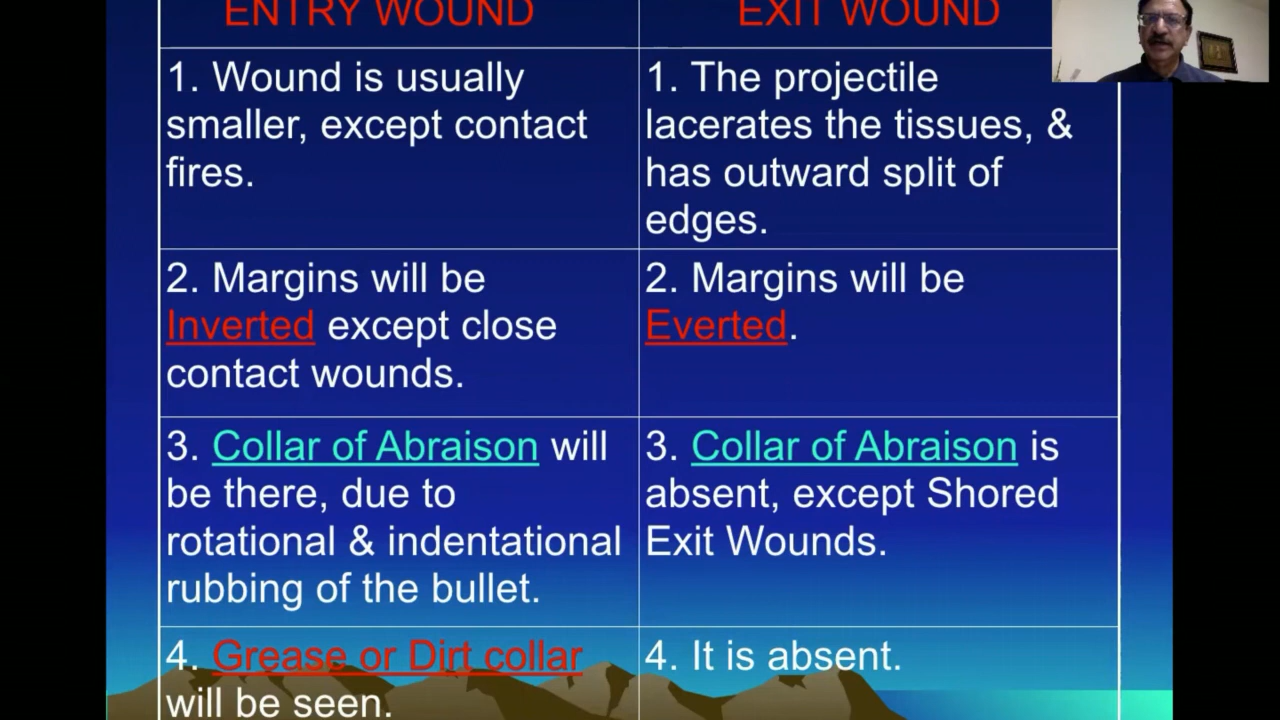 ENTRY WOUND
EXIT WOUND
1. Wound is usually
smaller, except contact
fires.
1. The projectile
lacerates the tissues, &
has outward split of
edges.
2. Margins will be
Inverted except close
contact wounds.
2. Margins will be
Everted.
3. Collar of Abraison will
be there, due to
rotational & indentational
rubbing of the bullet.
3. Collar of Abraison is
absent, except Shored
Exit Wounds.
4. Grease or Dirt collar
will be seen.
4. It is absent.